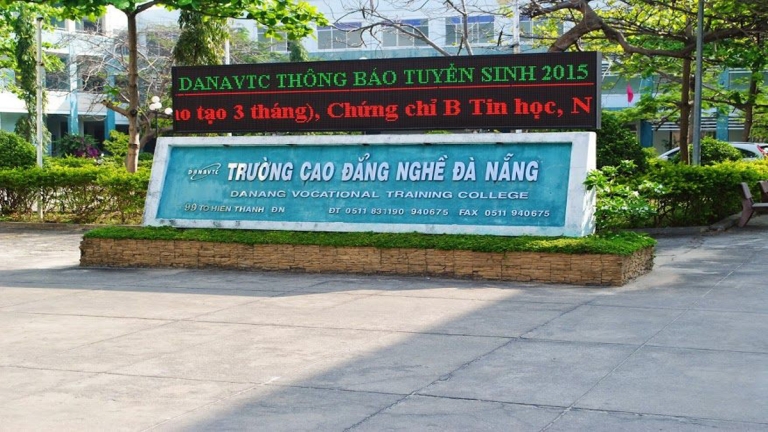 DANAVTC THÔNG BÁO TUYỂN SINH 2015
ạo tạo 3 tháng), Chứng chỉ B Tin học, N
DANAVTC TRƯỜNG CAO ĐẲNG NGHỀ ĐÀ NẴNG
DANANG VOCATIONAL TRAINING COLLEGE
99 TÔ HIẾN THÀNH ĐN ĐT 0511 831190 940675 FAX 0511 940675